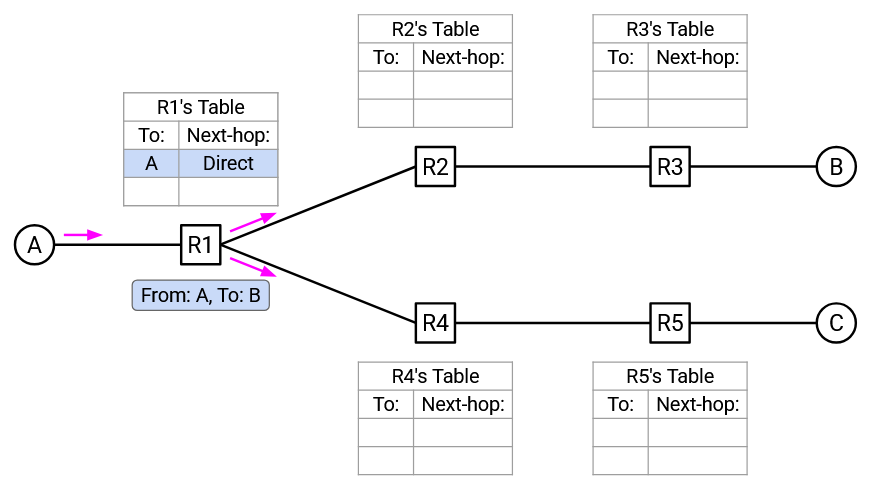 R2's Table
To: Next-hop:
R3's Table
To: Next-hop:
R1's Table
To: Next-hop:
A Direct
R2
R3
B
A
R1
From: A, To: B
R4
R5
C
R4's Table
To: Next-hop:
R5's Table
To: Next-hop: